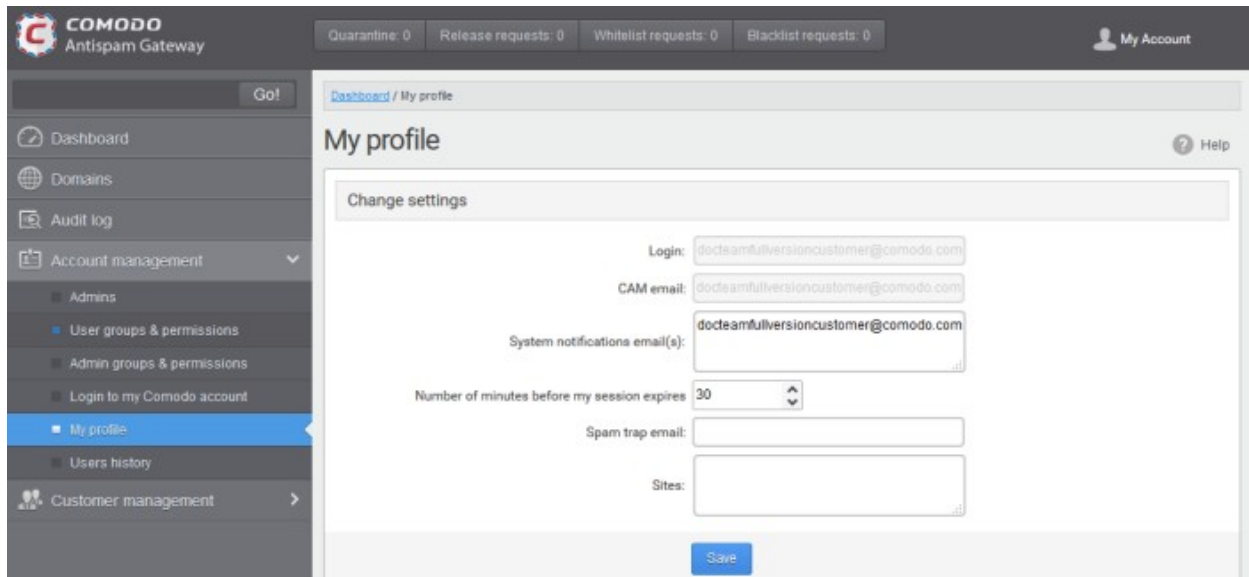 COMODO
Antispam Gateway
Quarantine: 0 Release requests: 0 Whitelist requests: 0 Blacklist requests: 0
My Account
Go!
Dashboard
Domains
Audit log
Account management
Admins
User groups & permissions
Admin groups & permissions
Login to my Comodo account
My profile
Users history
Customer management
Dashboard / My profile
My profile
Help
Change settings
Login: docteamfullversioncustomer@comodo.com
CAM email: docteamfullversioncustomer@comodo.com
System notifications email(s): docteamfullversioncustomer@comodo.com
Number of minutes before my session expires 30
Spam trap email:
Sites:
Save